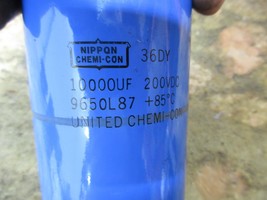 NIPPON
CHEMI-CON
36DY
10000UF 200VDC
9650L87 +85°C
UNITED CHEMI-CON